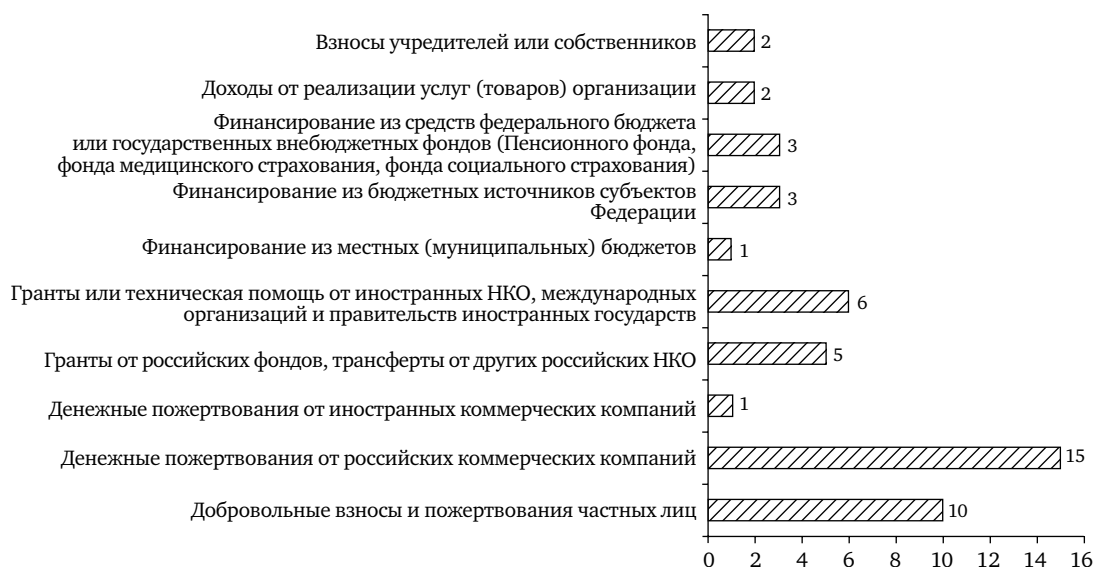 Взносы учредителей или собственников
2
Доходы от реализации услуг (товаров) организации
2
Финансирование из средств федерального бюджета
или государственных внебюджетных фондов (Пенсионного фонда,
фонда медицинского страхования, фонда социального страхования)
3
Финансирование из бюджетных источников субъектов
Федерации
3
Финансирование из местных (муниципальных) бюджетов
1
Гранты или техническая помощь от иностранных НКО, международных
организаций и правительств иностранных государств
6
Гранты от российских фондов, трансферты от других российских НКО
5
Денежные пожертвования от иностранных коммерческих компаний
1
Денежные пожертвования от российских коммерческих компаний
15
Добровольные взносы и пожертвования частных лиц
10
0 2 4 6 8 10 12 14 16